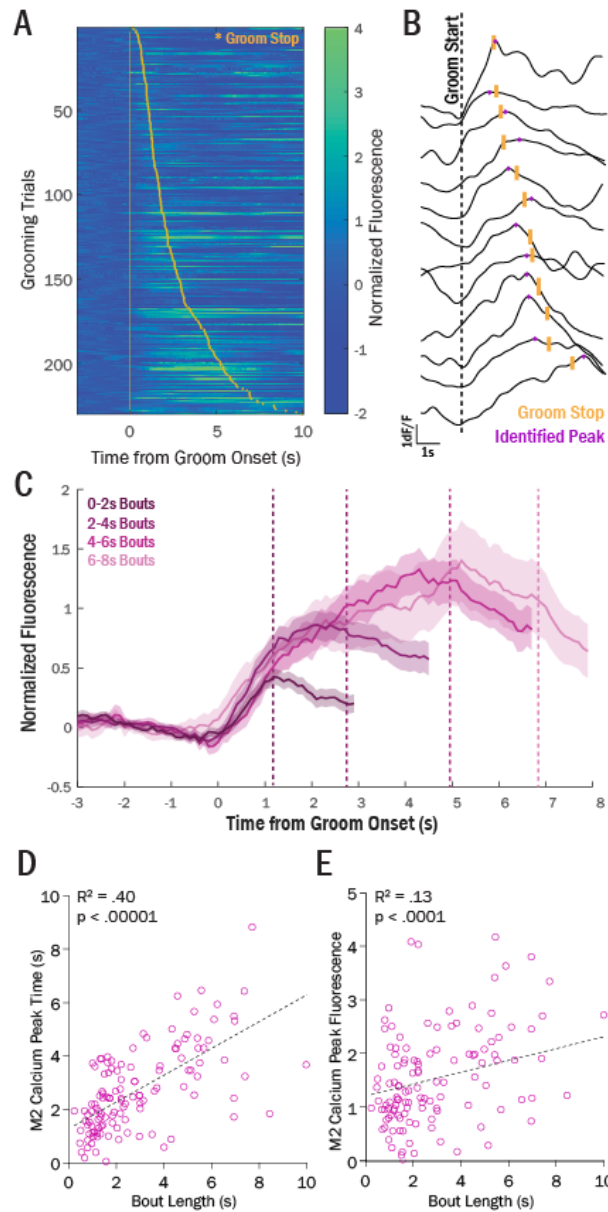 A
* Groom Stop
50
100
150
200
Grooming Trials
0
5
10
Time from Groom Onset (s)
4
3
2
1
0
-1
-2
Normalized Fluorescence
B
Groom Start
Groom Stop
Identified Peak
1dF/F
1s
C
0-2s Bouts
2-4s Bouts
4-6s Bouts
6-8s Bouts
2
1.5
1
0.5
0
-0.5
Normalized Fluorescence
-3
-2
-1
0
1
2
3
4
5
6
7
8
Time from Groom Onset (s)
D
R² = .40
p < .00001
10
8
6
4
2
0
M2 Calcium Peak Time (s)
0
2
4
6
8
10
Bout Length (s)
E
R² = .13
p < .0001
5
4
3
2
1
0
M2 Calcium Peak Fluorescence
0
2
4
6
8
10
Bout Length (s)